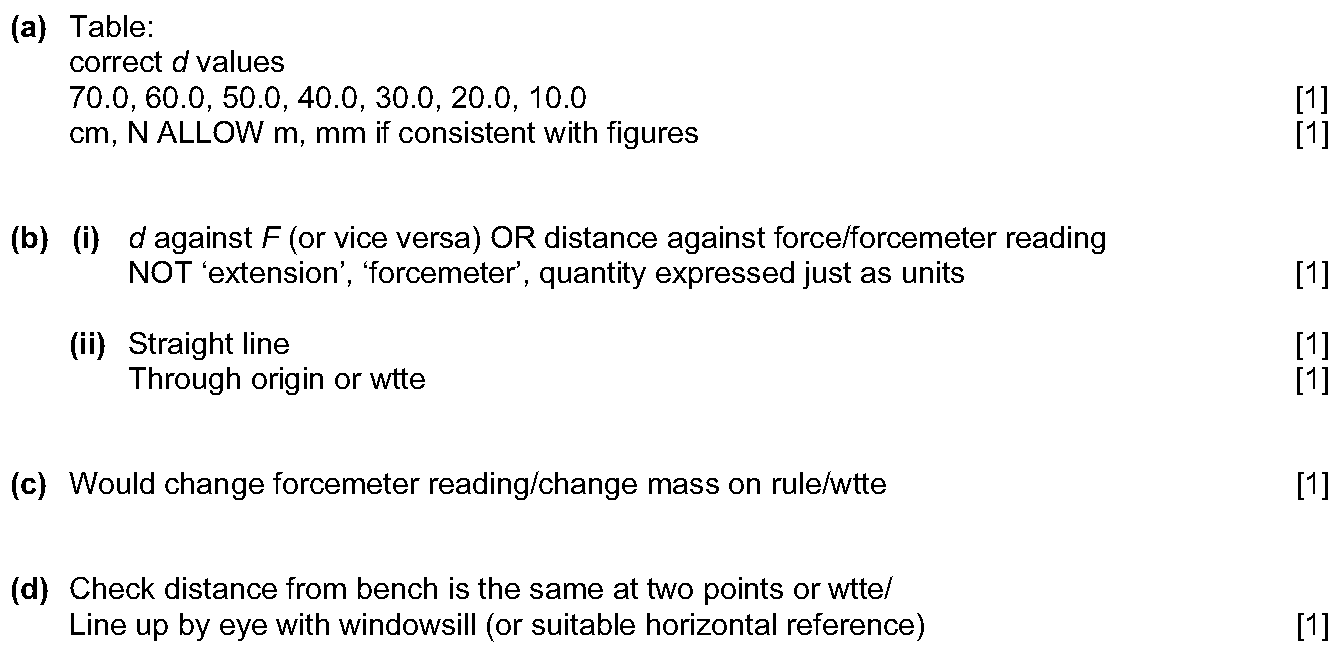 (a) Table:
correct d values
70.0, 60.0, 50.0, 40.0, 30.0, 20.0, 10.0 [1]
cm, N ALLOW m, mm if consistent with figures [1]
(b) (i) d against F (or vice versa) OR distance against force/forcemeter reading
NOT ‘extension’, ‘forcemeter’, quantity expressed just as units [1]
(ii) Straight line [1]
Through origin or wtte [1]
(c) Would change forcemeter reading/change mass on rule/wtte [1]
(d) Check distance from bench is the same at two points or wtte/
Line up by eye with windowsill (or suitable horizontal reference) [1]